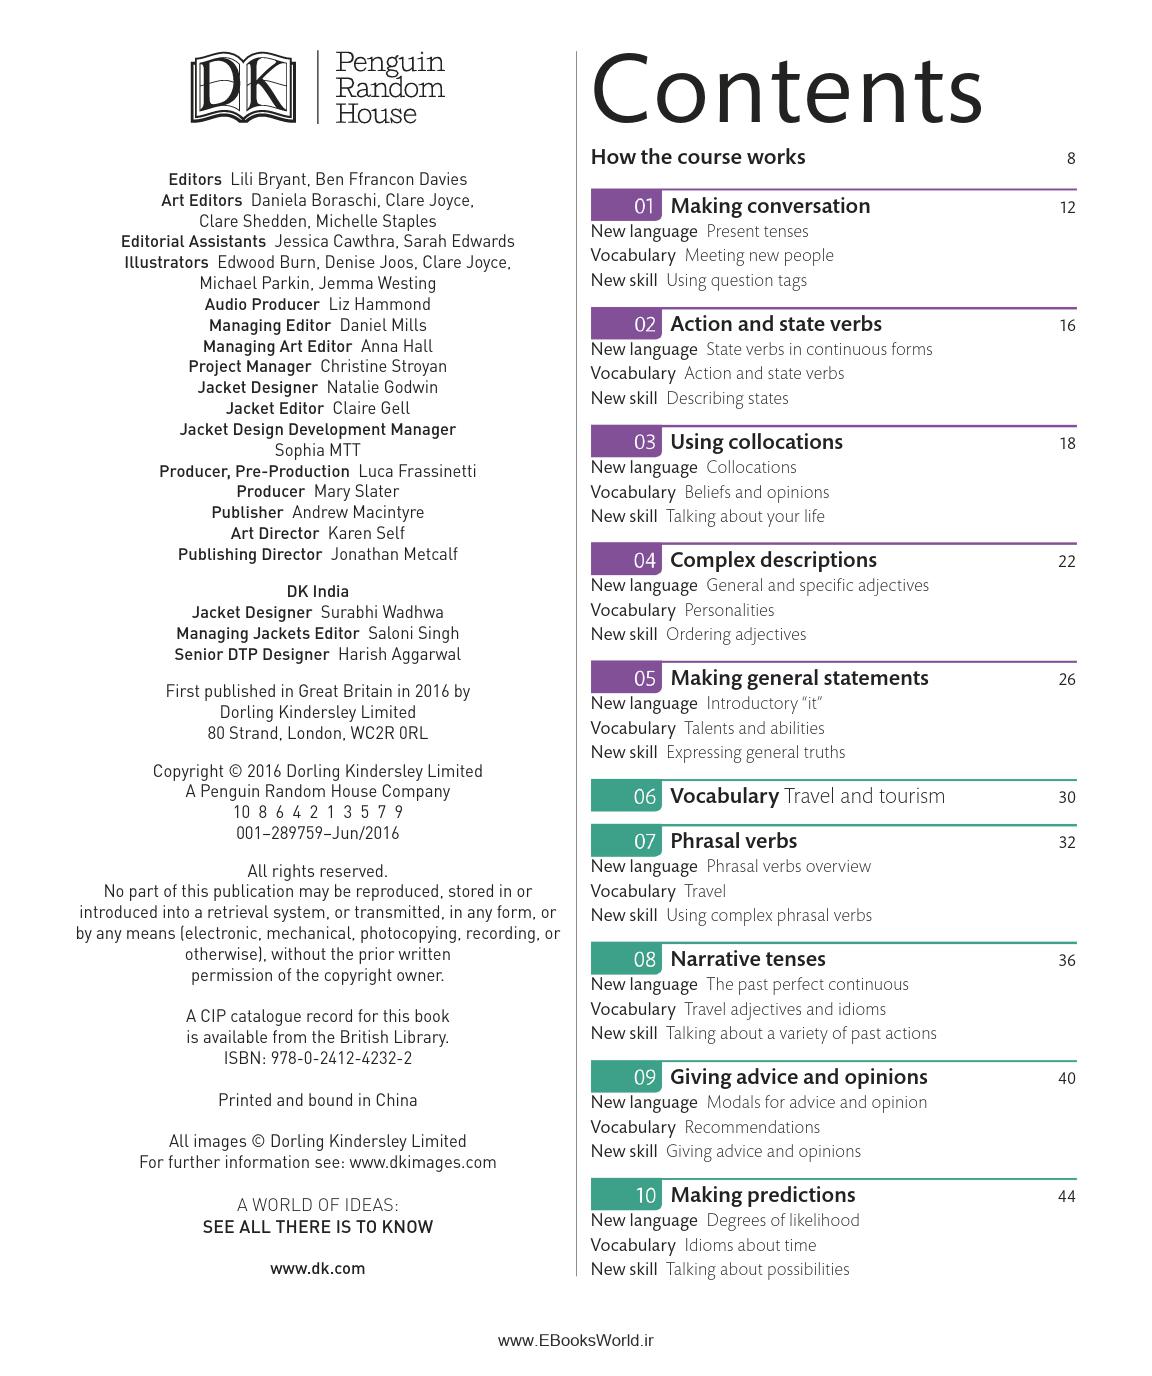 DK
Penguin
Random
House
Editors Lili Bryant, Ben Ffrancon Davies
Art Editors Daniela Boraschi, Clare Joyce,
Clare Shedden, Michelle Staples
Editorial Assistants Jessica Cawthra, Sarah Edwards
Illustrators Edwood Burn, Denise Joos, Clare Joyce,
Michael Parkin, Jemma Westing
Audio Producer Liz Hammond
Managing Editor Daniel Mills
Managing Art Editor Anna Hall
Project Manager Christine Stroyan
Jacket Designer Natalie Godwin
Jacket Editor Claire Gell
Jacket Design Development Manager
Sophia MTT
Producer, Pre-Production Luca Frassinetti
Producer Mary Slater
Publisher Andrew Macintyre
Art Director Karen Self
Publishing Director Jonathan Metcalf
DK India
Jacket Designer Surabhi Wadhwa
Managing Jackets Editor Saloni Singh
Senior DTP Designer Harish Aggarwal
First published in Great Britain in 2016 by
Dorling Kindersley Limited
80 Strand, London, WC2R 0RL
Copyright © 2016 Dorling Kindersley Limited
A Penguin Random House Company
10 8 6 4 2 1 3 5 7 9
001–289759–Jun/2016
All rights reserved.
No part of this publication may be reproduced, stored in or
introduced into a retrieval system, or transmitted, in any form, or
by any means (electronic, mechanical, photocopying, recording, or
otherwise), without the prior written
permission of the copyright owner.
A CIP catalogue record for this book
is available from the British Library.
ISBN: 978-0-2412-4232-2
Printed and bound in China
All images © Dorling Kindersley Limited
For further information see: www.dkimages.com
A WORLD OF IDEAS:
SEE ALL THERE IS TO KNOW
www.dk.com
Contents
How the course works 8
01 Making conversation 12
New language Present tenses
Vocabulary Meeting new people
New skill Using question tags
02 Action and state verbs 16
New language State verbs in continuous forms
Vocabulary Action and state verbs
New skill Describing states
03 Using collocations 18
New language Collocations
Vocabulary Beliefs and opinions
New skill Talking about your life
04 Complex descriptions 22
New language General and specific adjectives
Vocabulary Personalities
New skill Ordering adjectives
05 Making general statements 26
New language Introductory “it”
Vocabulary Talents and abilities
New skill Expressing general truths
06 Vocabulary Travel and tourism 30
07 Phrasal verbs 32
New language Phrasal verbs overview
Vocabulary Travel
New skill Using complex phrasal verbs
08 Narrative tenses 36
New language The past perfect continuous
Vocabulary Travel adjectives and idioms
New skill Talking about a variety of past actions
09 Giving advice and opinions 40
New language Modals for advice and opinion
Vocabulary Recommendations
New skill Giving advice and opinions
10 Making predictions 44
New language Degrees of likelihood
Vocabulary Idioms about time
New skill Talking about possibilities
www.EBooksWorld.ir